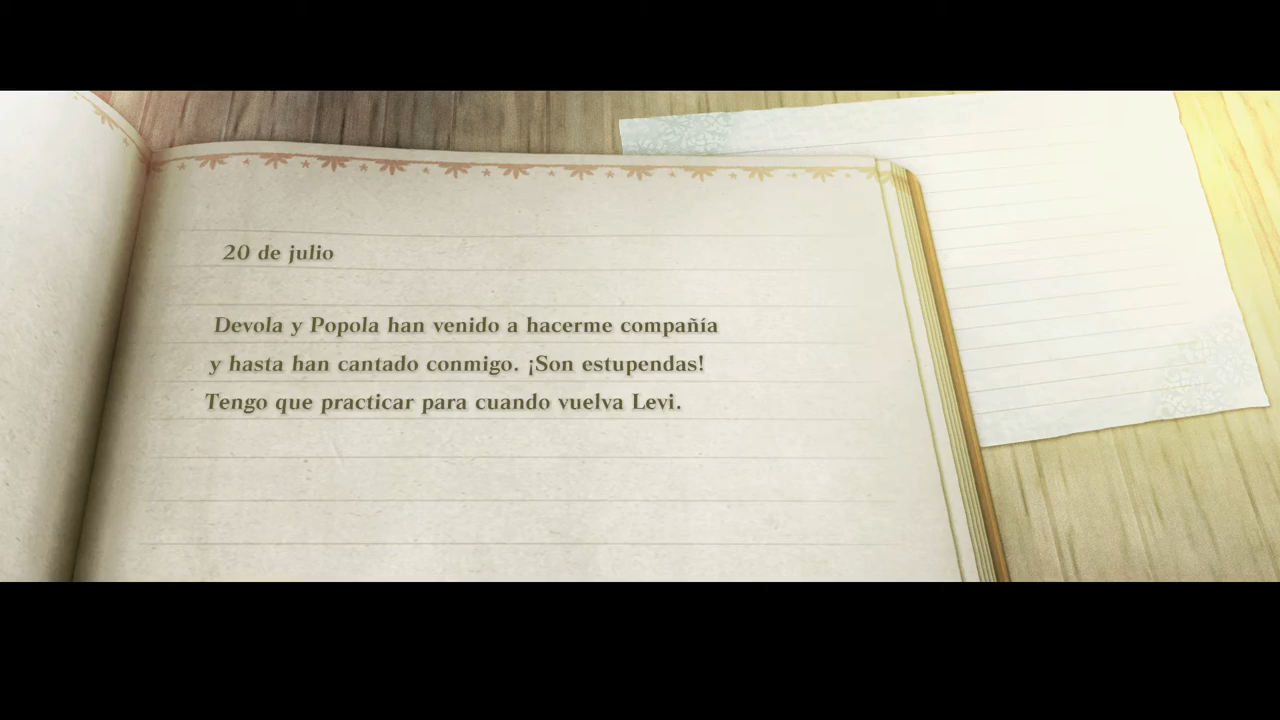 20 de julio
Devola y Popola han venido a hacerme compañía
y hasta han cantado conmigo. ¡Son estupendas!
Tengo que practicar para cuando vuelva Levi.